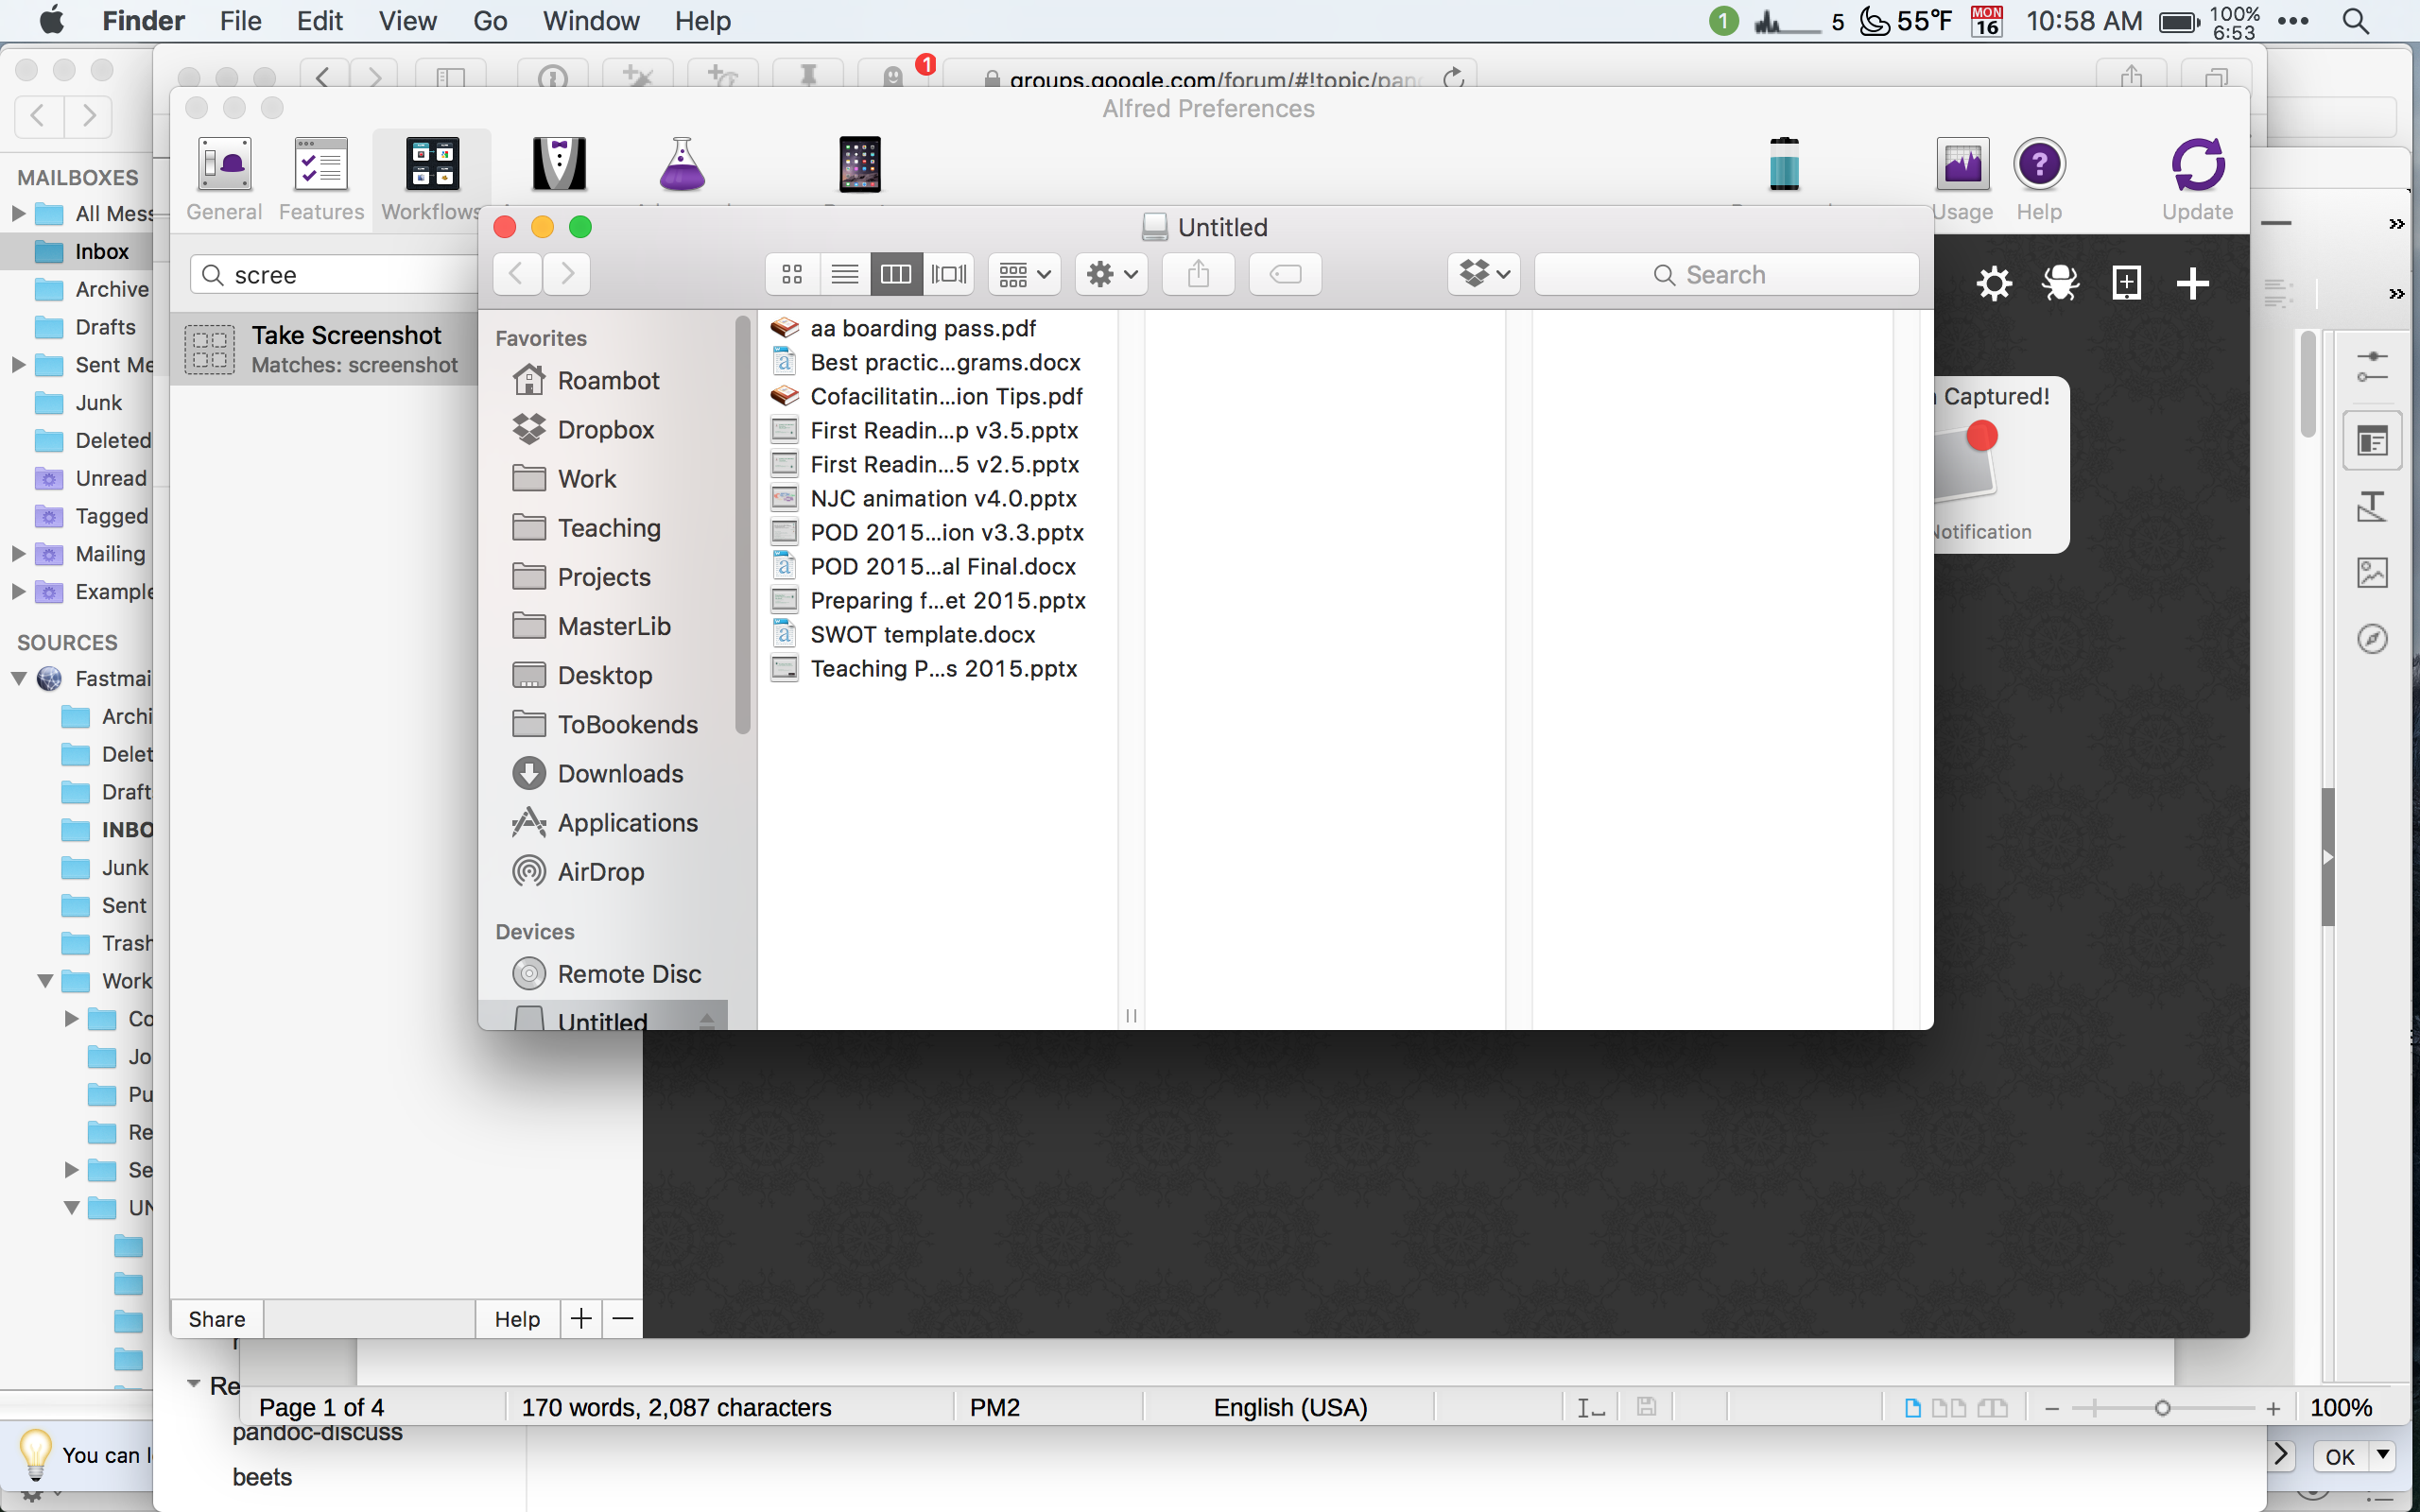 Finder File Edit View Go Window Help
1 5 55°F MON 16 10:58 AM 100% 6:53 •••
1
groups.google.com/forum/#!topic/pan
Alfred Preferences
General Features Workflows Usage Help Update
MAILBOXES
All Mess
Inbox
Archive
Drafts
Sent Me
Junk
Deleted
Unread
Tagged
Mailing
Example
SOURCES
Fastmai
Archi
Delet
Draft
INBO
Junk
Sent
Trash
Work
Co
Jo
Pu
Re
Se
UN
scree
Take Screenshot
Matches: screenshot
Untitled
Search
Favorites
Roambot
Dropbox
Work
Teaching
Projects
MasterLib
Desktop
ToBookends
Downloads
Applications
AirDrop
Devices
Remote Disc
Untitled
aa boarding pass.pdf
Best practic...grams.docx
Cofacilitatin...ion Tips.pdf
First Readin...p v3.5.pptx
First Readin...5 v2.5.pptx
NJC animation v4.0.pptx
POD 2015...ion v3.3.pptx
POD 2015...al Final.docx
Preparing f...et 2015.pptx
SWOT template.docx
Teaching P...s 2015.pptx
Captured!
Notification
Share Help + −
Re
Page 1 of 4 170 words, 2,087 characters PM2 English (USA) 100%
pandoc-discuss
You can
OK
beets